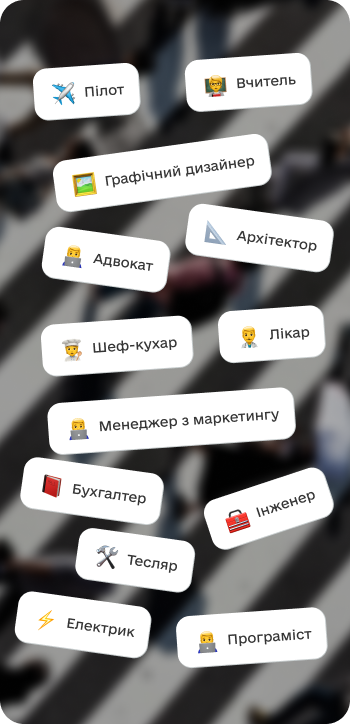 Пілот
Вчитель
Графічний дизайнер
Архітектор
Адвокат
Шеф-кухар
Лікар
Менеджер з маркетингу
Бухгалтер
Інженер
Тесляр
Електрик
Програміст